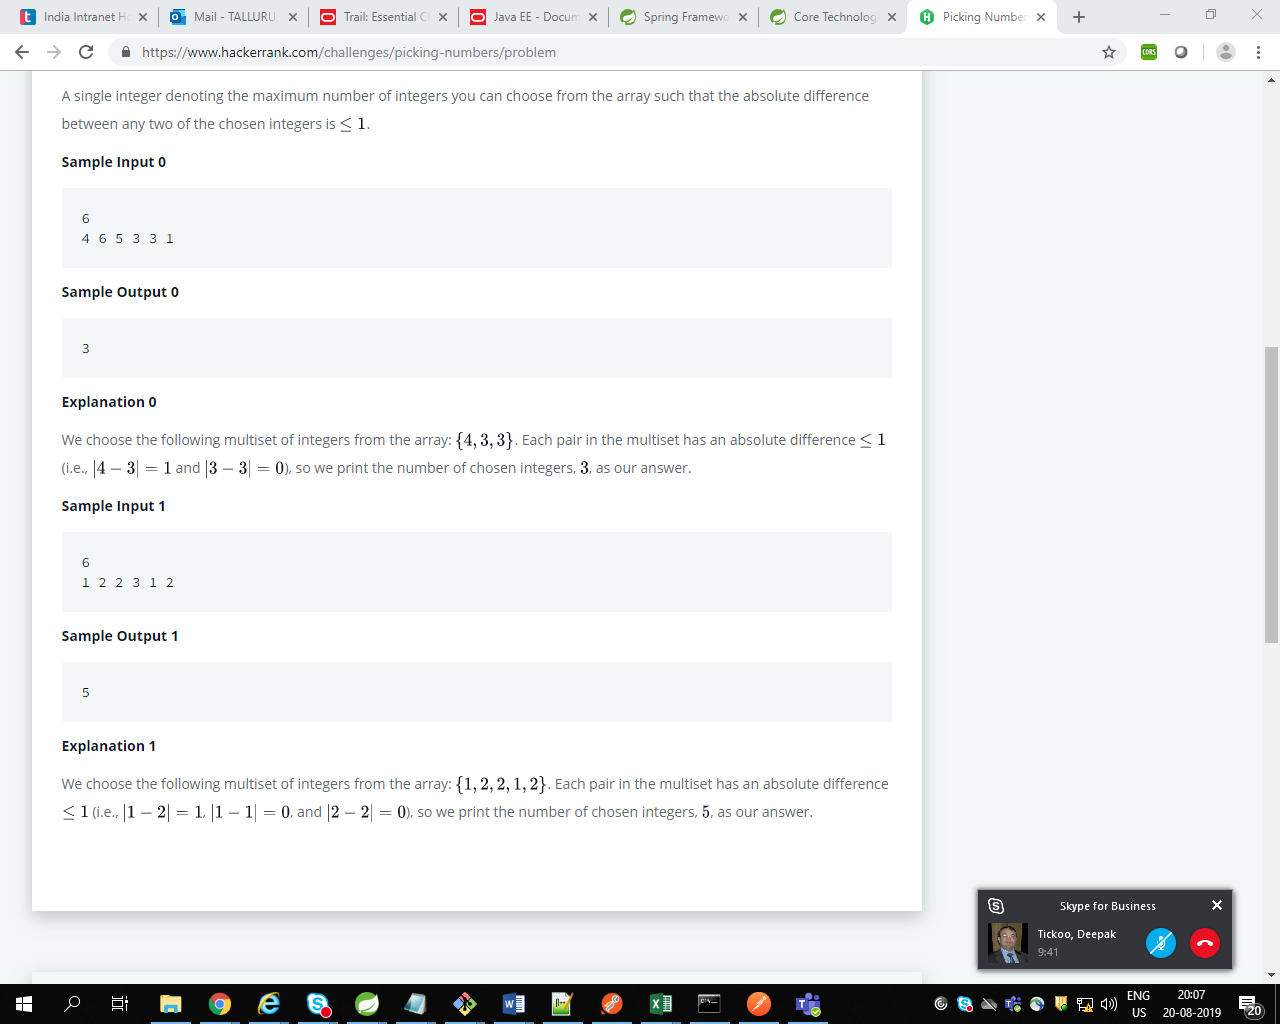 India Intranet Ho
Mail - TALLURU
Trail: Essential C
Java EE - Docum
Spring Framewo
Core Technolog
Picking Number
https://www.hackerrank.com/challenges/picking-numbers/problem
CORS
A single integer denoting the maximum number of integers you can choose from the array such that the absolute difference
between any two of the chosen integers is ≤ 1.
Sample Input 0
6
4 6 5 3 3 1
Sample Output 0
3
Explanation 0
We choose the following multiset of integers from the array: {4, 3, 3}. Each pair in the multiset has an absolute difference ≤ 1
(i.e., |4 − 3| = 1 and |3 − 3| = 0), so we print the number of chosen integers, 3, as our answer.
Sample Input 1
6
1 2 2 3 1 2
Sample Output 1
5
Explanation 1
We choose the following multiset of integers from the array: {1, 2, 2, 1, 2}. Each pair in the multiset has an absolute difference
≤ 1 (i.e., |1 − 2| = 1, |1 − 1| = 0, and |2 − 2| = 0), so we print the number of chosen integers, 5, as our answer.
Skype for Business
Tickoo, Deepak
9:41
ENG
US
20:07
20-08-2019
20